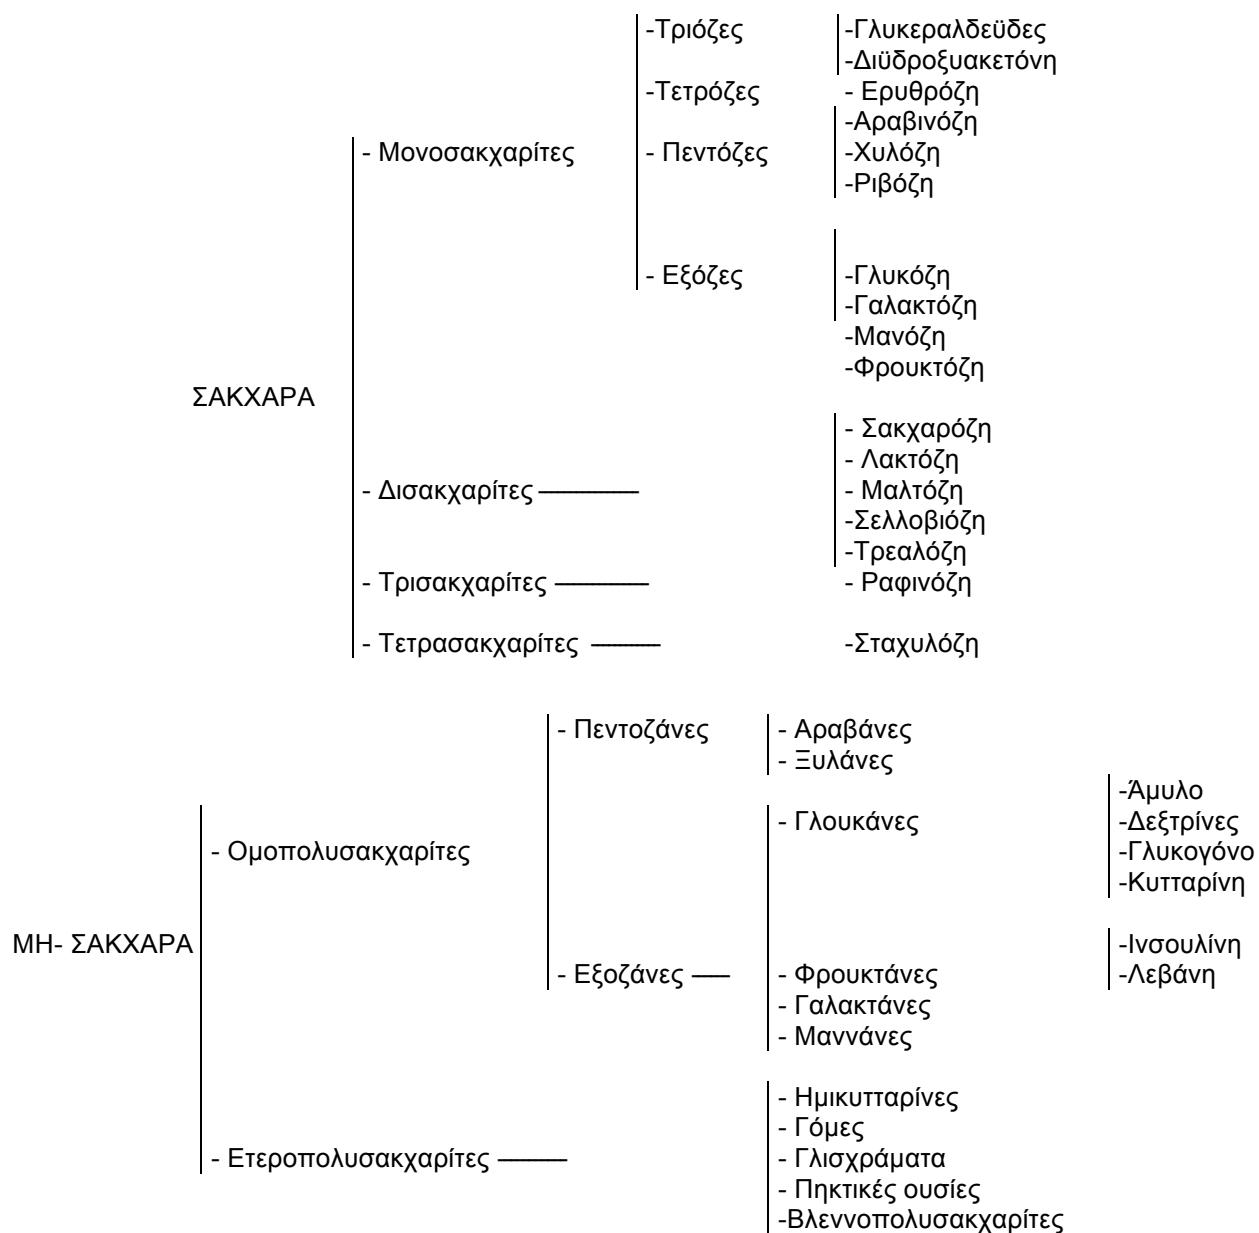 -Τριόζες -Γλυκεραλδεϋδες
-Διϋδροξυακετόνη
-Τετρόζες - Ερυθρόζη
-Αραβινόζη
- Μονοσακχαρίτες - Πεντόζες -Χυλόζη
-Ριβόζη
- Εξόζες -Γλυκόζη
-Γαλακτόζη
-Μανόζη
-Φρουκτόζη
ΣΑΚΧΑΡΑ
- Σακχαρόζη
- Λακτόζη
- Δισακχαρίτες - Μαλτόζη
-Σελλοβιόζη
-Τρεαλόζη
- Τρισακχαρίτες - Ραφινόζη
- Τετρασακχαρίτες -Σταχυλόζη
- Πεντοζάνες - Αραβάνες
- Ξυλάνες
-Άμυλο
- Γλουκάνες -Δεξτρίνες
- Ομοπολυσακχαρίτες -Γλυκογόνο
-Κυτταρίνη
ΜΗ- ΣΑΚΧΑΡΑ -Ινσουλίνη
- Εξοζάνες - Φρουκτάνες -Λεβάνη
- Γαλακτάνες
- Μαννάνες
- Ημικυτταρίνες
- Γόμες
- Ετεροπολυσακχαρίτες - Γλισχράματα
- Πηκτικές ουσίες
-Βλεννοπολυσακχαρίτες